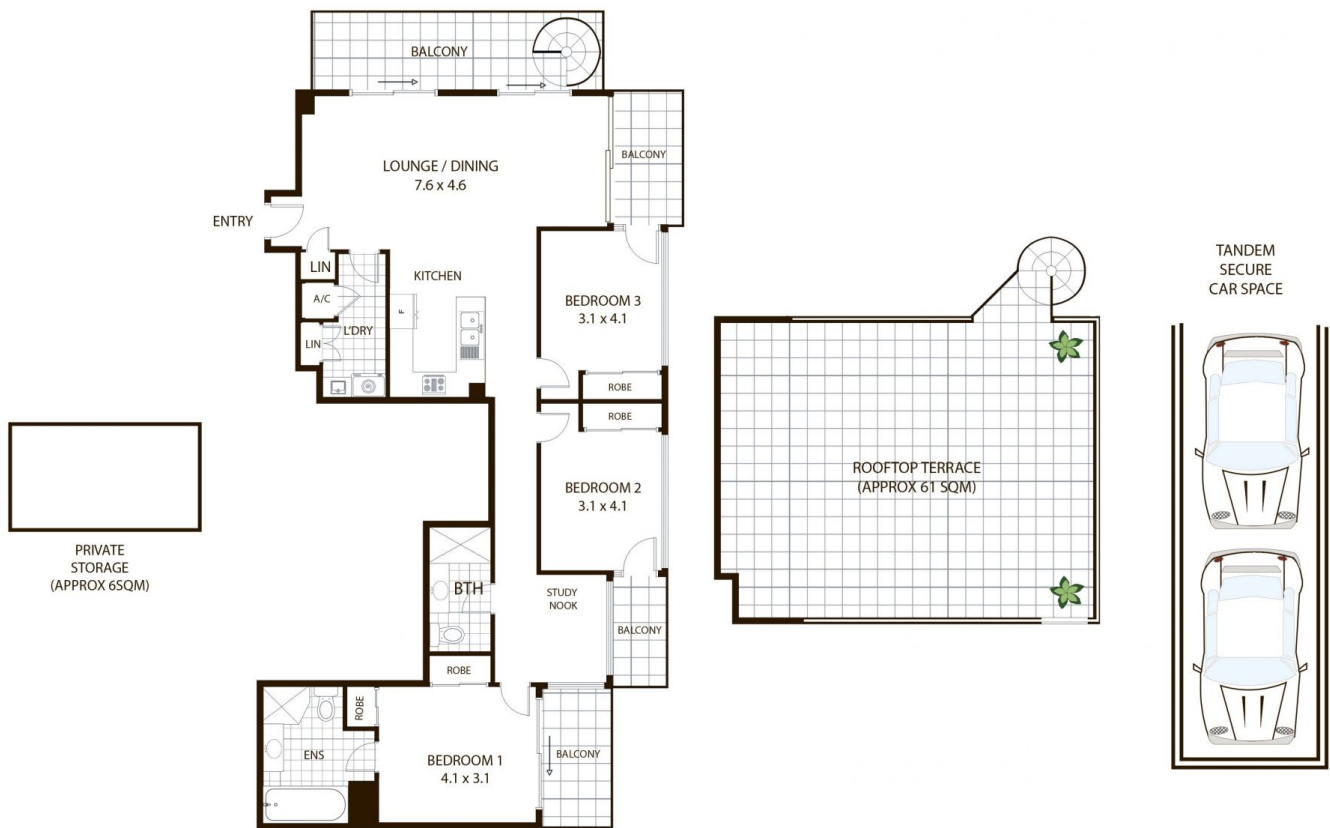 BALCONY
LOUNGE / DINING
7.6 x 4.6
BALCONY
ENTRY
LIN
A/C
LIN
L'DRY
KITCHEN
F
BEDROOM 3
3.1 x 4.1
ROBE
ROBE
BEDROOM 2
3.1 x 4.1
BTH
STUDY
NOOK
BALCONY
ROBE
ROBE
ENS
BEDROOM 1
4.1 x 3.1
BALCONY
PRIVATE
STORAGE
(APPROX 6SQM)
ROOFTOP TERRACE
(APPROX 61 SQM)
TANDEM
SECURE
CAR SPACE